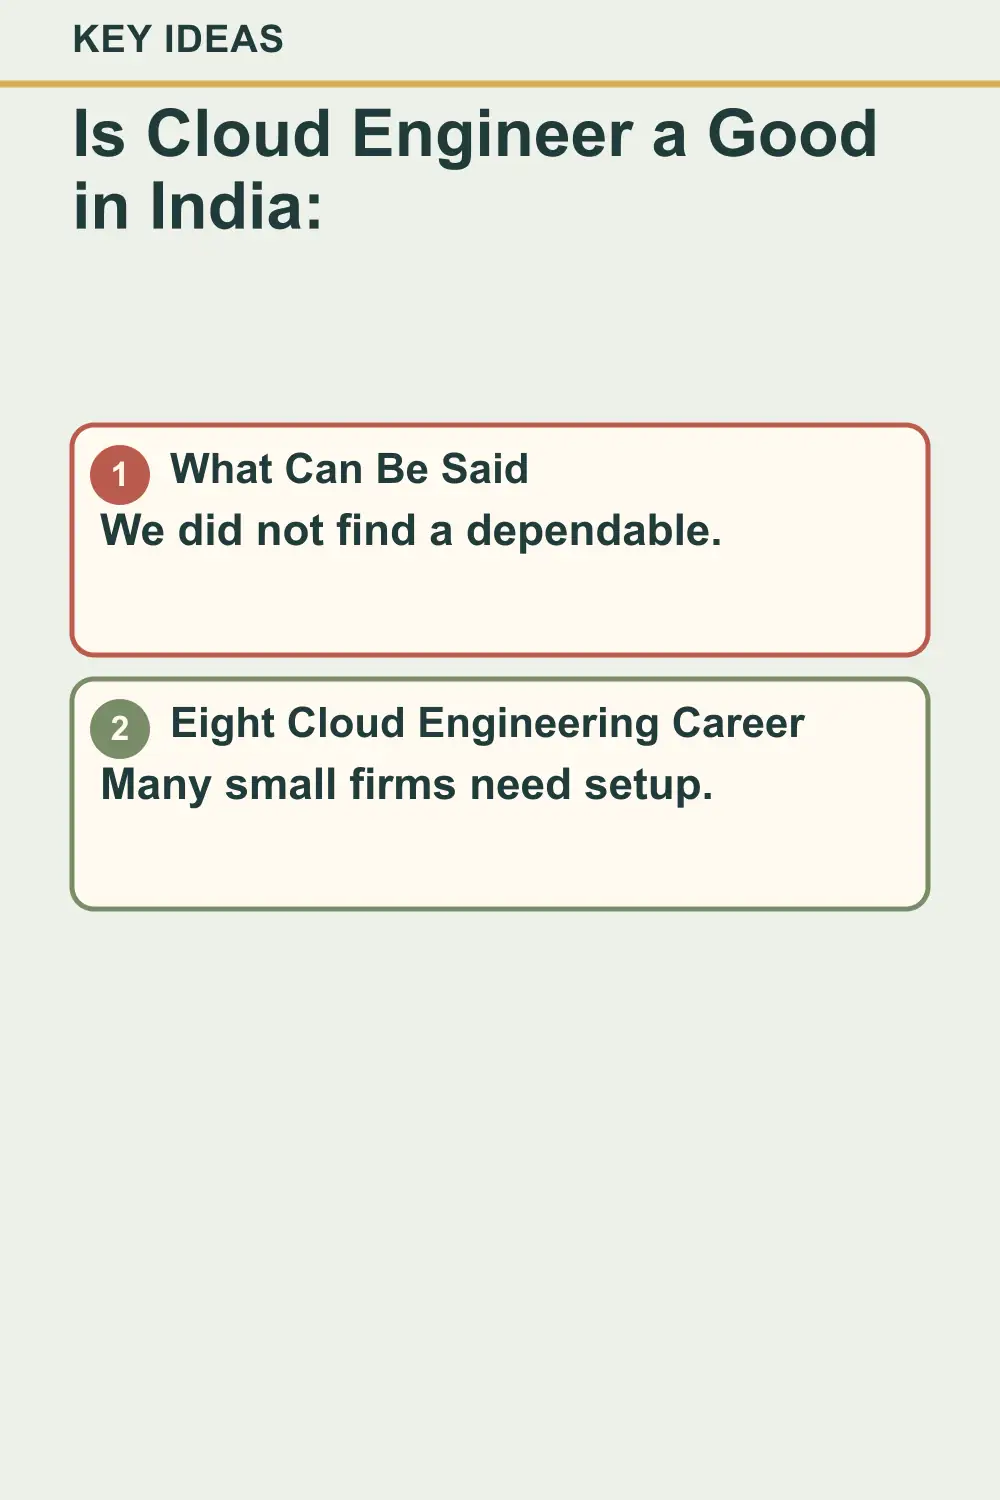 KEY IDEAS
Is Cloud Engineer a Good
in India:
1 What Can Be Said
We did not find a dependable.
2 Eight Cloud Engineering Career
Many small firms need setup.